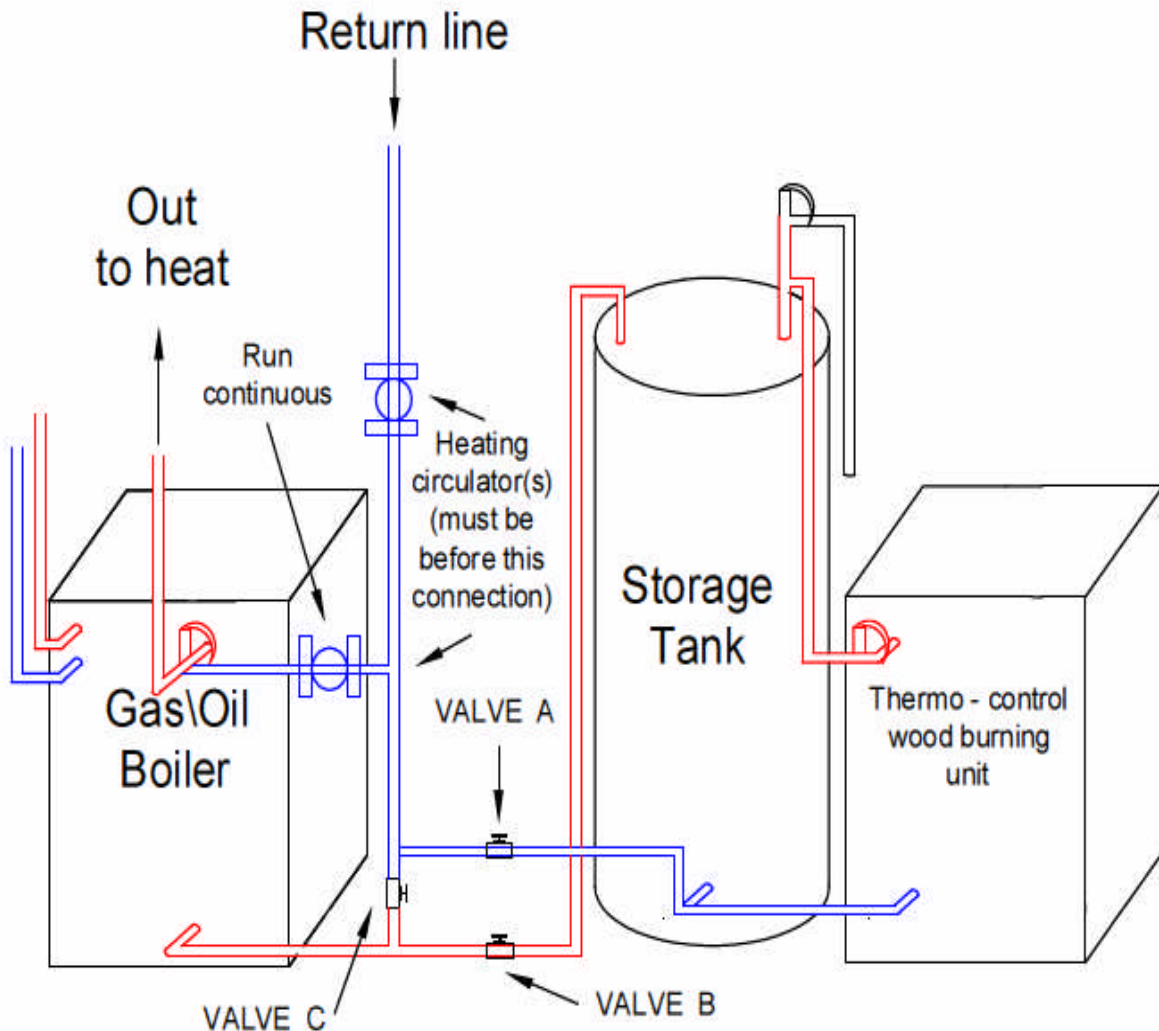 Return line
Out
to heat
Run
continuous
Heating
circulator(s)
(must be
before this
connection)
Storage
Tank
Gas\Oil
Boiler
VALVE A
Thermo - control
wood burning
unit
VALVE B
VALVE C